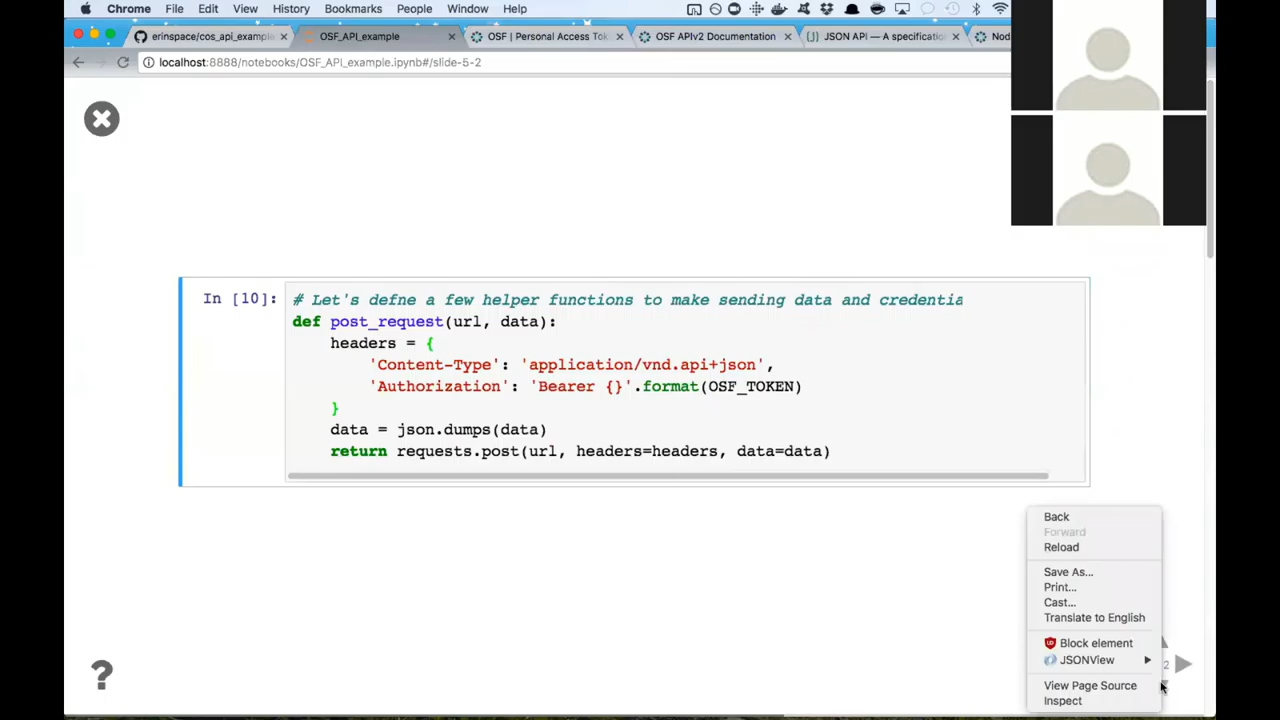 Chrome File Edit View History Bookmarks People Window Help
erinspace/cos_api_example
OSF_API_example
OSF | Personal Access Tok
OSF APIv2 Documentation
{} JSON API — A specificatio
Nod
localhost:8888/notebooks/OSF_API_example.ipynb#/slide-5-2
In [10]:
# Let's defne a few helper functions to make sending data and credentia
def post_request(url, data):
headers = {
'Content-Type': 'application/vnd.api+json',
'Authorization': 'Bearer {}'.format(OSF_TOKEN)
}
data = json.dumps(data)
return requests.post(url, headers=headers, data=data)
Back
Forward
Reload
Save As...
Print...
Cast...
Translate to English
Block element
JSONView
View Page Source
Inspect
2
?